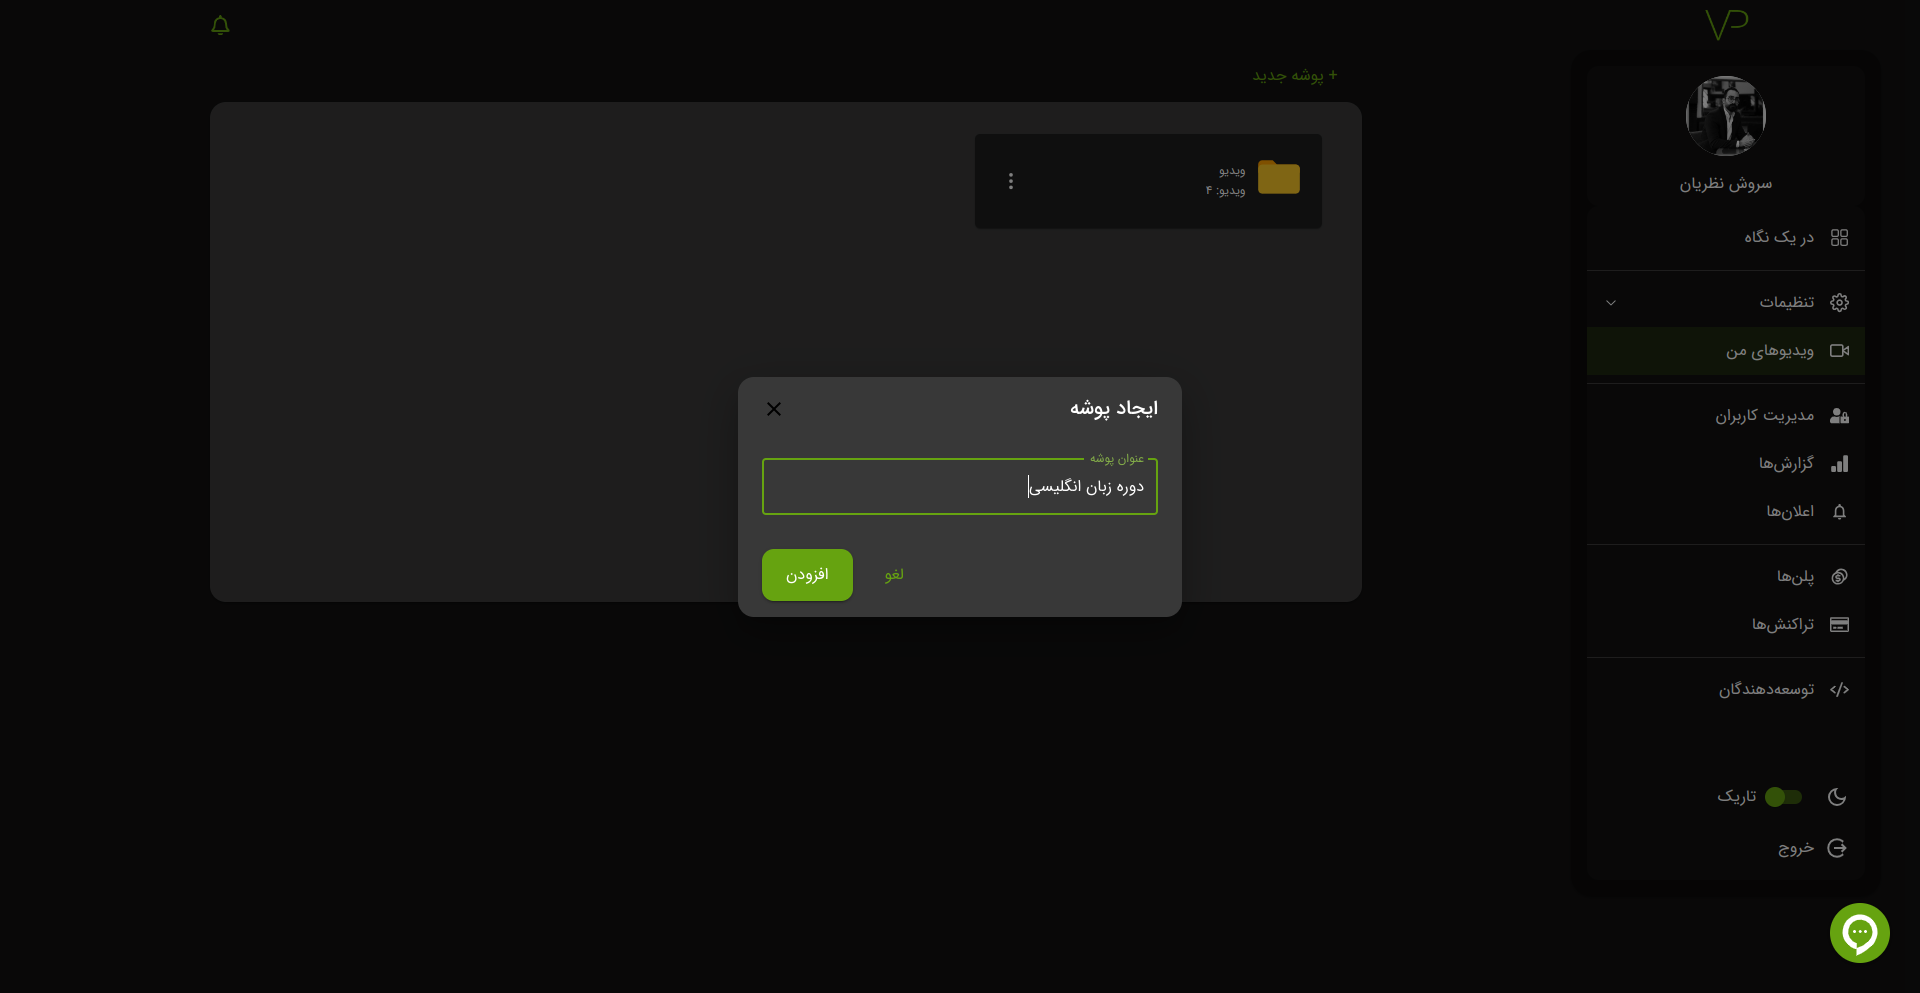 VP
سروش نظریان
در یک نگاه
تنظیمات
ویدیوهای من
مدیریت کاربران
گزارش‌ها
اعلان‌ها
پلن‌ها
تراکنش‌ها
توسعه‌دهندگان
تاریک
خروج
+ پوشه جدید
ویدیو
ویدیو: ۴
ایجاد پوشه
عنوان پوشه
دوره زبان انگلیسی
لغو
افزودن